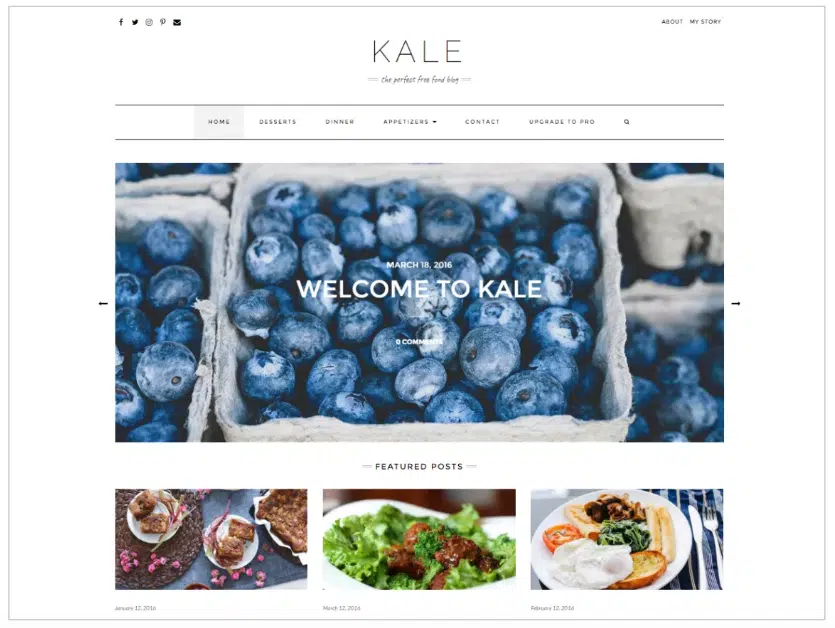 ABOUT MY STORY
KALE
the perfect free food blog
HOME DESSERTS DINNER APPETIZERS CONTACT UPGRADE TO PRO
MARCH 18, 2016
WELCOME TO KALE
0 COMMENTS
FEATURED POSTS
January 12, 2016 March 12, 2016 February 12, 2016